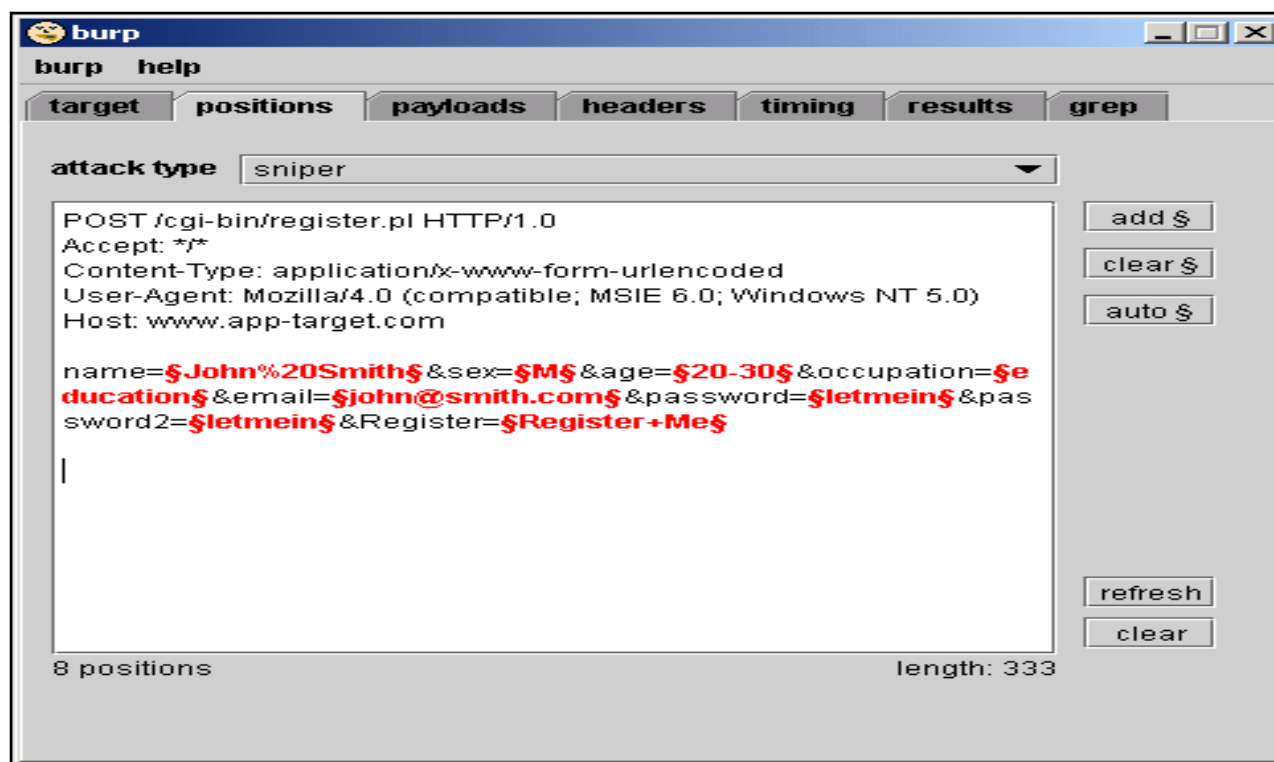 burp
burp help
target positions payloads headers timing results grep
attack type sniper
POST /cgi-bin/register.pl HTTP/1.0
Accept: */*
Content-Type: application/x-www-form-urlencoded
User-Agent: Mozilla/4.0 (compatible; MSIE 6.0; Windows NT 5.0)
Host: www.app-target.com
name=§John%20Smith§&sex=§M§&age=§20-30§&occupation=§e
ducation§&email=§john@smith.com§&password=§letmein§&pas
sword2=§letmein§&Register=§Register+Me§
add §
clear §
auto §
refresh
clear
8 positions length: 333